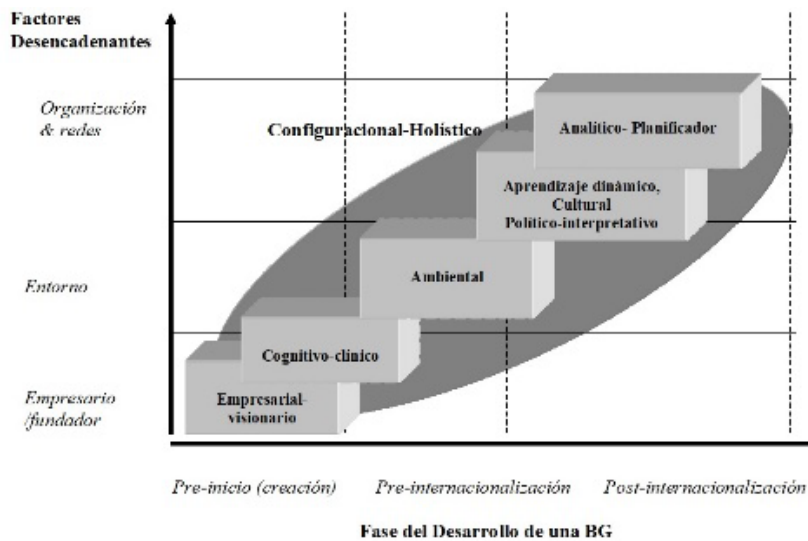 Factores
Desencadenantes
Organización
& redes
Configuracional-Holístico
Analítico- Planificador
Aprendizaje dinámico,
Cultural
Político-interpretativo
Entorno
Ambiental
Cognitivo-clínico
Empresario
/fundador
Empresarial-
visionario
Pre-inicio (creación)
Pre-internacionalización
Post-internacionalización
Fase del Desarrollo de una BG